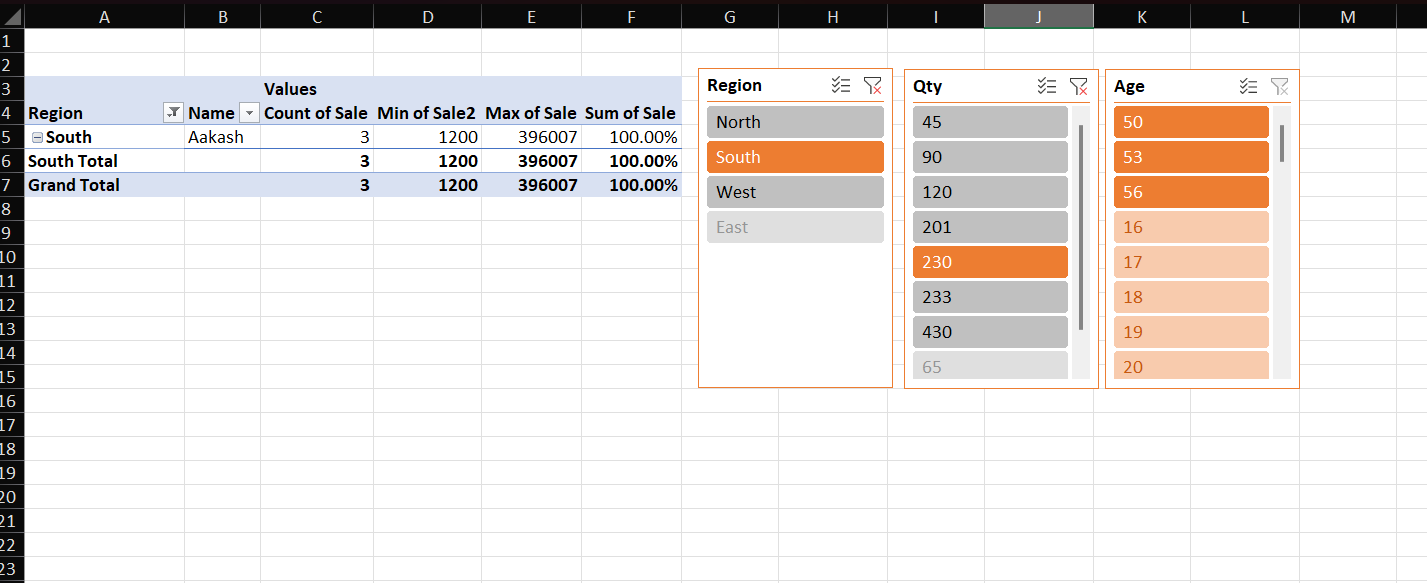 A B C D E F G H I J K L M
1
2
3 Values
4 Region Name Count of Sale Min of Sale2 Max of Sale Sum of Sale
5 South Aakash 3 1200 396007 100.00%
6 South Total 3 1200 396007 100.00%
7 Grand Total 3 1200 396007 100.00%
8
9
10
11
12
13
14
15
16
17
18
19
20
21
22
23
Region
North
South
West
East
Qty
45
90
120
201
230
233
430
65
Age
50
53
56
16
17
18
19
20